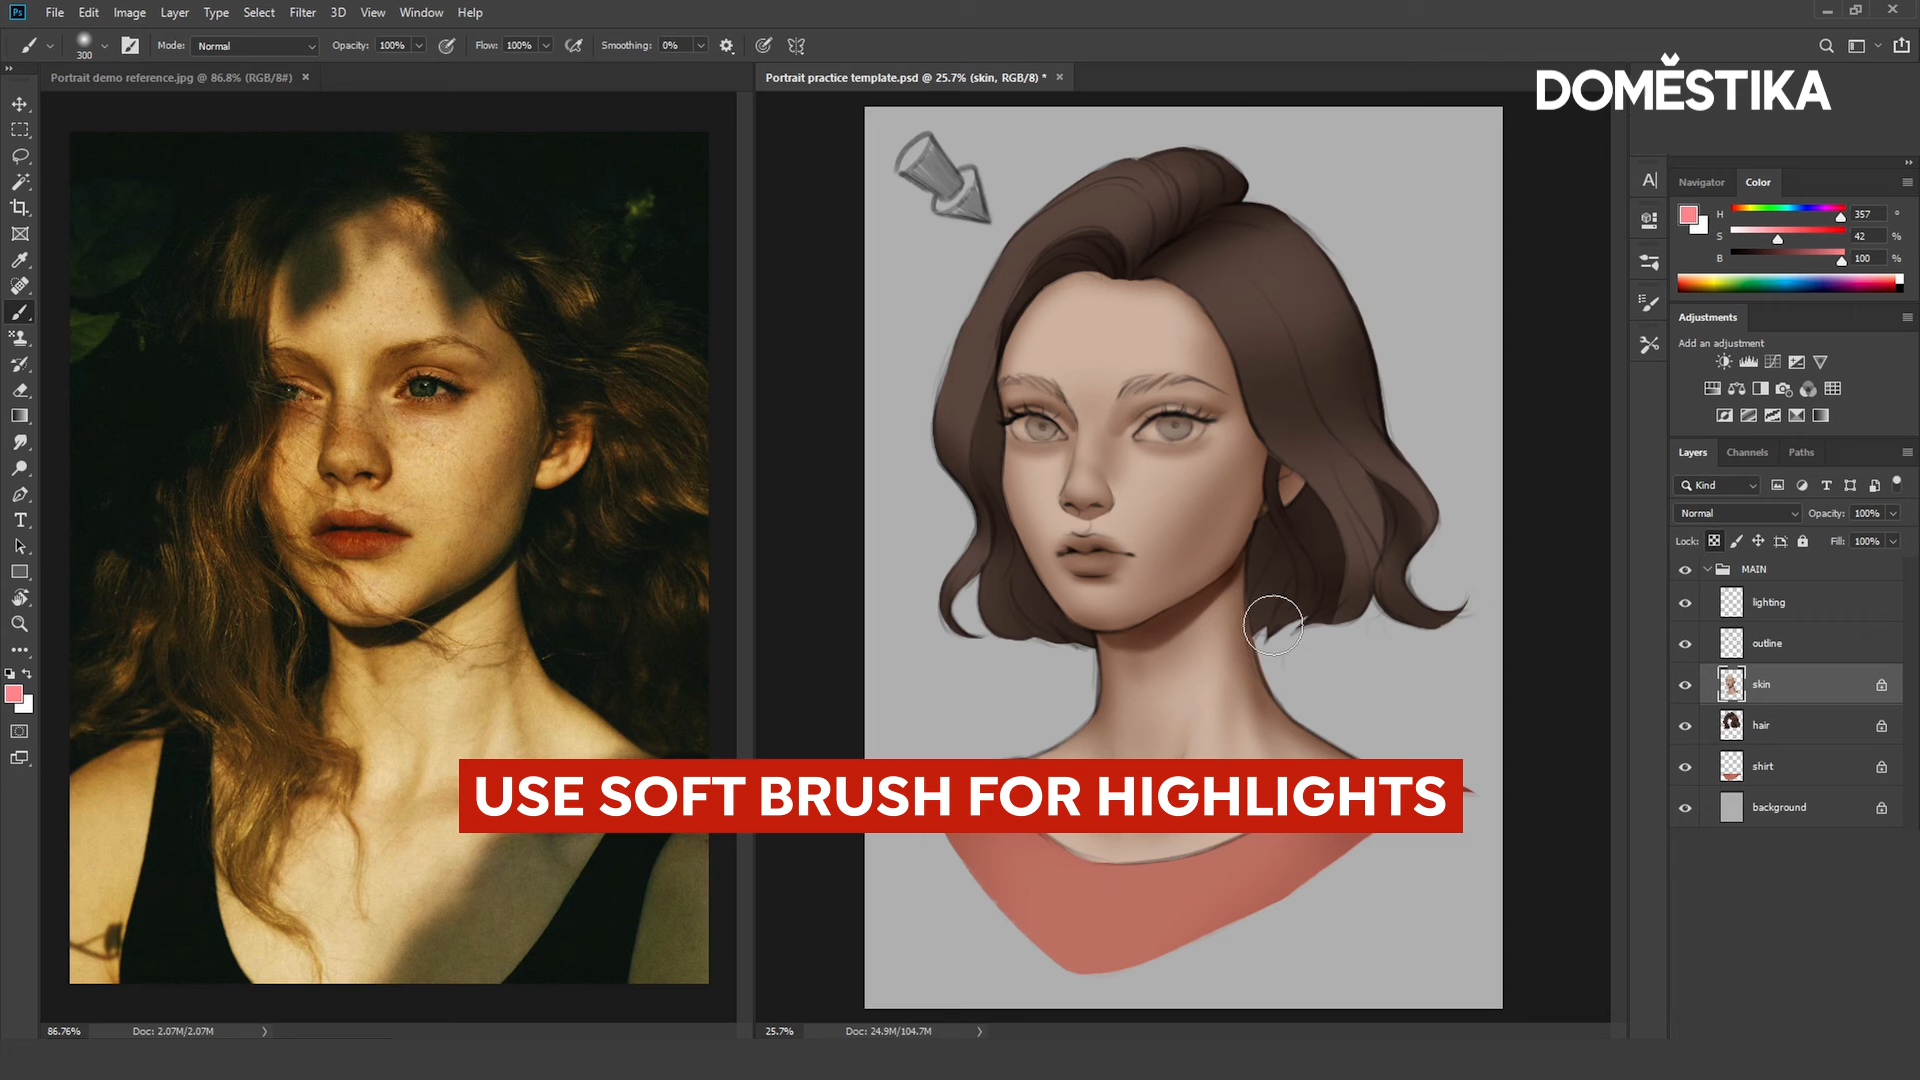 Ps File Edit Image Layer Type Select Filter 3D View Window Help
300 Mode: Normal Opacity: 100% Flow: 100% Smoothing: 0%
Portrait demo reference.jpg @ 86.8% (RGB/8#) ×
Portrait practice template.psd @ 25.7% (skin, RGB/8) * ×
DOMĚSTIKA
Navigator Color
H 357 °
S 42 %
B 100 %
Adjustments
Add an adjustment
Layers Channels Paths
Kind
Normal Opacity: 100%
Lock: Fill: 100%
MAIN
lighting
outline
skin
hair
shirt
background
USE SOFT BRUSH FOR HIGHLIGHTS
86.76% Doc: 2.07M/2.07M
25.7% Doc: 24.9M/104.7M